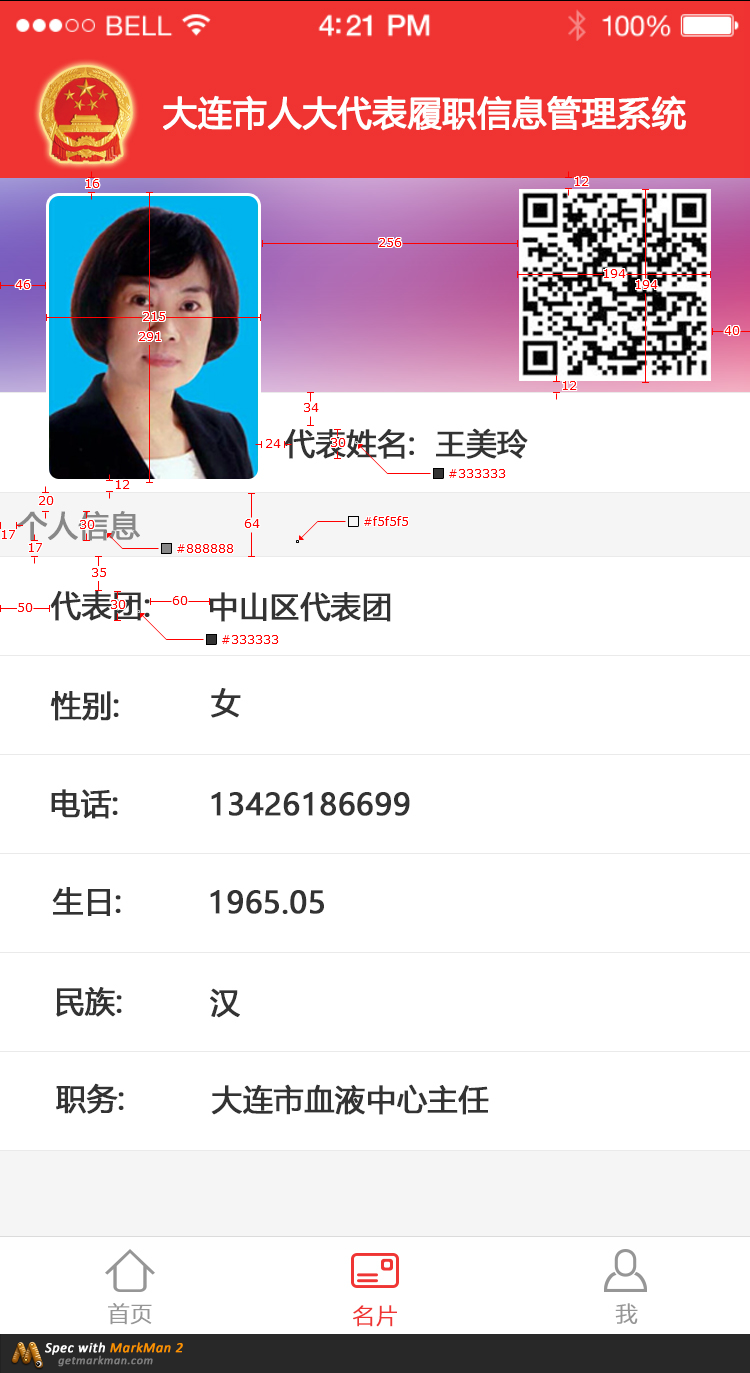 BELL 4:21 PM 100%
大连市人大代表履职信息管理系统
16 12
256
194
46 194
215
291 40
12
34
24 代表姓名: 30 王美玲
#333333
12
20
17 个人信息 30 64 #f5f5f5
17 #888888
35
50 代表团: 30 60 中山区代表团
#333333
性别: 女
电话: 13426186699
生日: 1965.05
民族: 汉
职务: 大连市血液中心主任
首页 名片 我
Spec with MarkMan 2
getmarkman.com